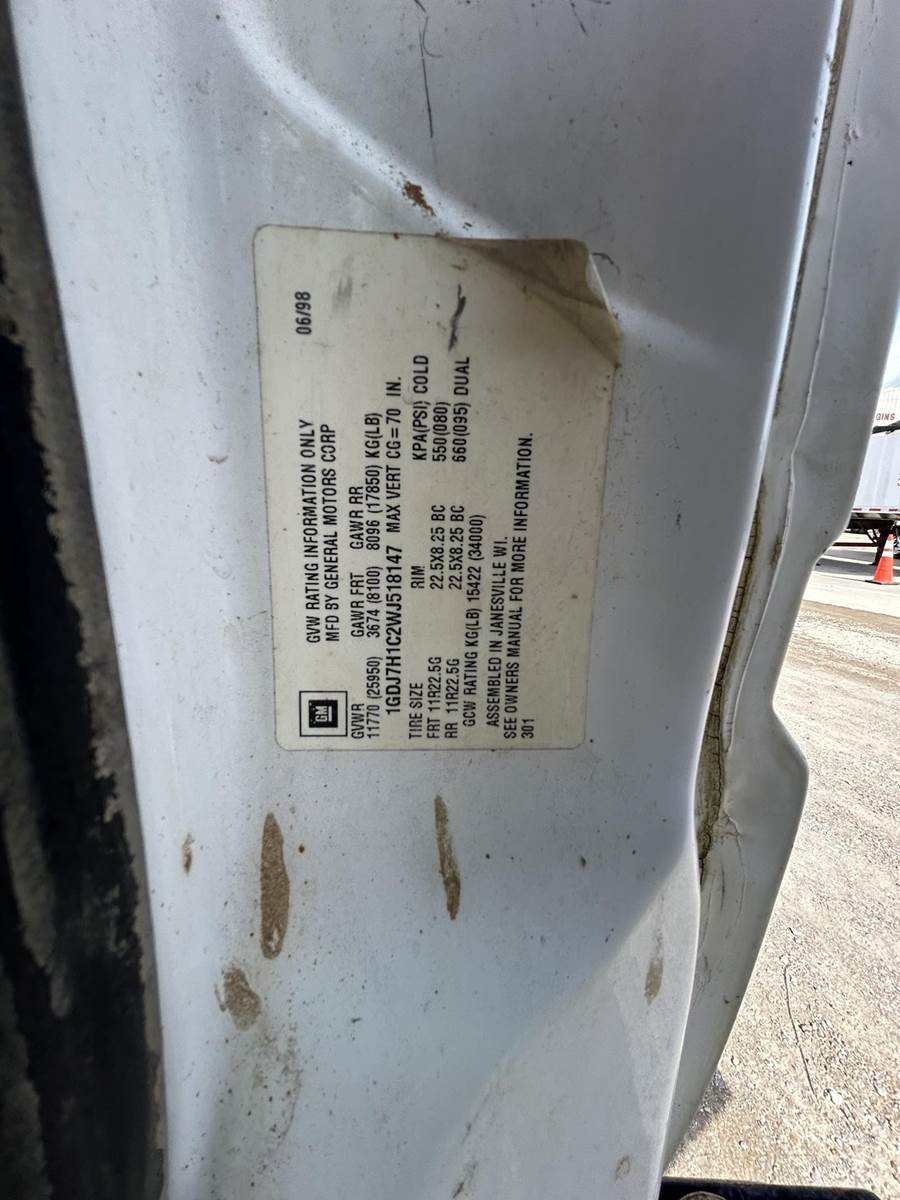 GVW RATING INFORMATION ONLY 06/98
GM MFD BY GENERAL MOTORS CORP
GVWR GAWR FRT GAWR RR
11770 (25950) 3674 (8100) 8096 (17850) KG(LB)
1GDJ7H1C2WJ518147 MAX VERT CG=70 IN.
TIRE SIZE RIM KPA(PSI) COLD
FRT 11R22.5G 22.5X8.25 BC 550(080)
RR 11R22.5G 22.5X8.25 BC 660(095) DUAL
GCW RATING KG(LB) 15422 (34000)
ASSEMBLED IN JANESVILLE WI.
SEE OWNERS MANUAL FOR MORE INFORMATION.
301